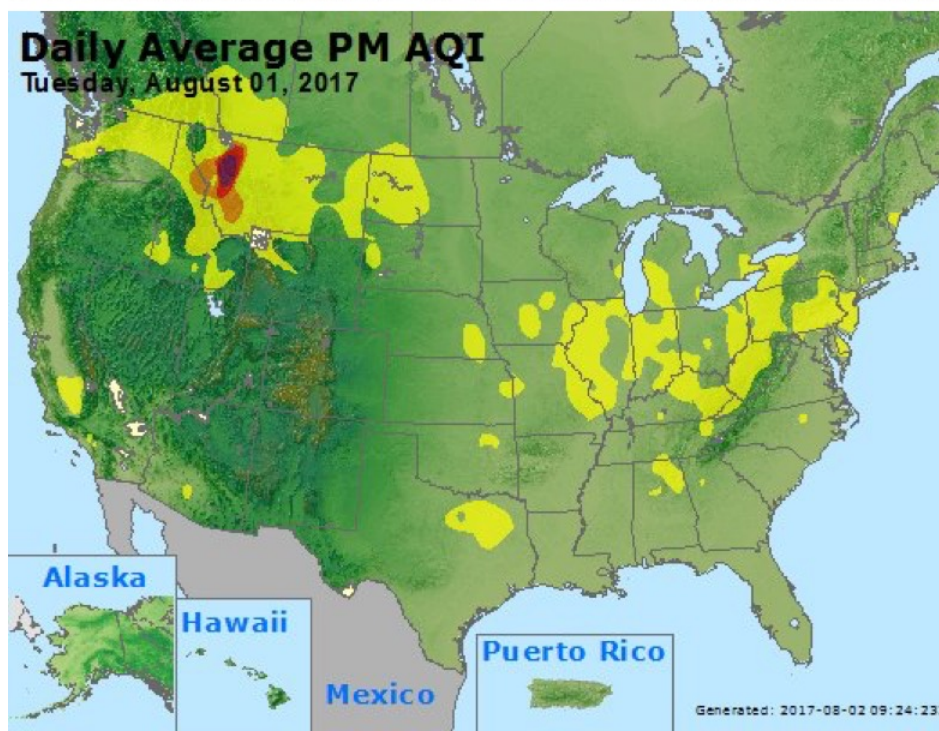 Daily Average PM AQI
Tuesday, August 01, 2017
Alaska
Hawaii
Mexico
Puerto Rico
Generated: 2017-08-02 09:24:23